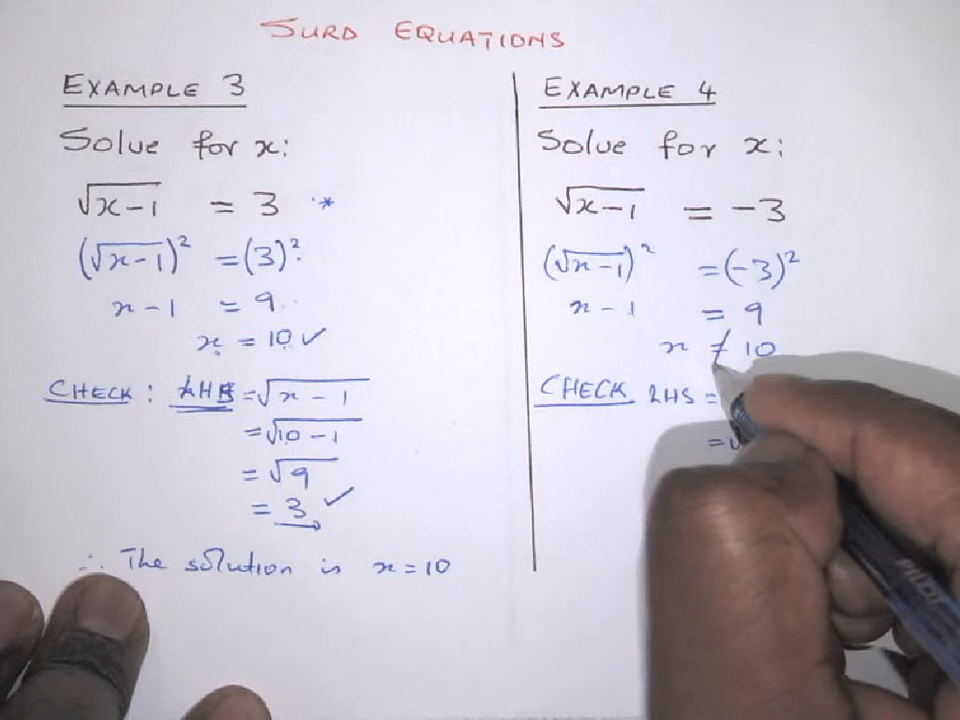 SURD EQUATIONS
EXAMPLE 3
Solve for x:
√x-1 = 3 *
(√x-1)² = (3)²
x-1 = 9
x = 10 ✓
CHECK: LHS = √x-1
= √10-1
= √9
= 3 ✓
∴ The solution is x = 10
EXAMPLE 4
Solve for x:
√x-1 = -3
(√x-1)² = (-3)²
x-1 = 9
x ≠ 10
CHECK LHS =
= √
PILOT